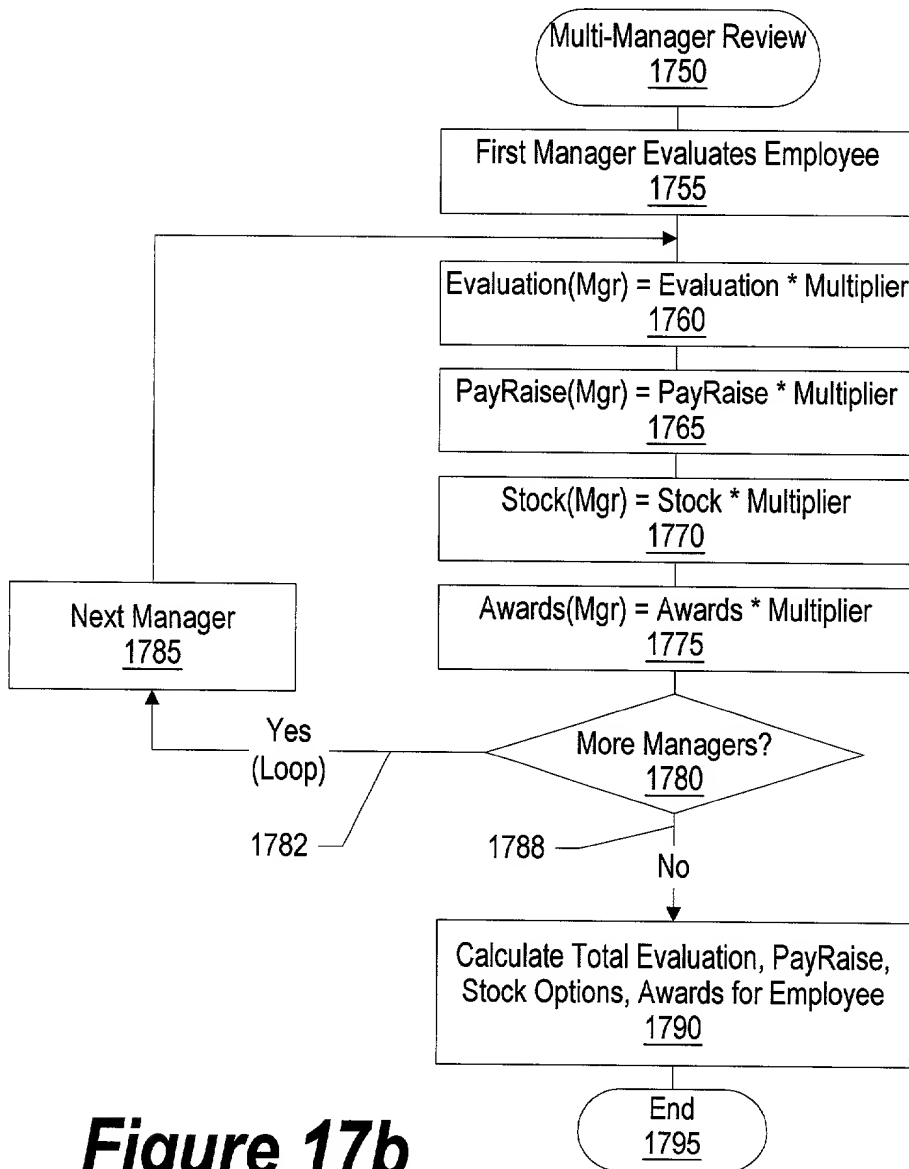 Multi-Manager Review
1750
First Manager Evaluates Employee
1755
Evaluation(Mgr) = Evaluation * Multiplier
1760
PayRaise(Mgr) = PayRaise * Multiplier
1765
Stock(Mgr) = Stock * Multiplier
1770
Awards(Mgr) = Awards * Multiplier
1775
Next Manager
1785
Yes
(Loop)
More Managers?
1780
1782
1788
No
Calculate Total Evaluation, PayRaise,
Stock Options, Awards for Employee
1790
End
1795
Figure 17b